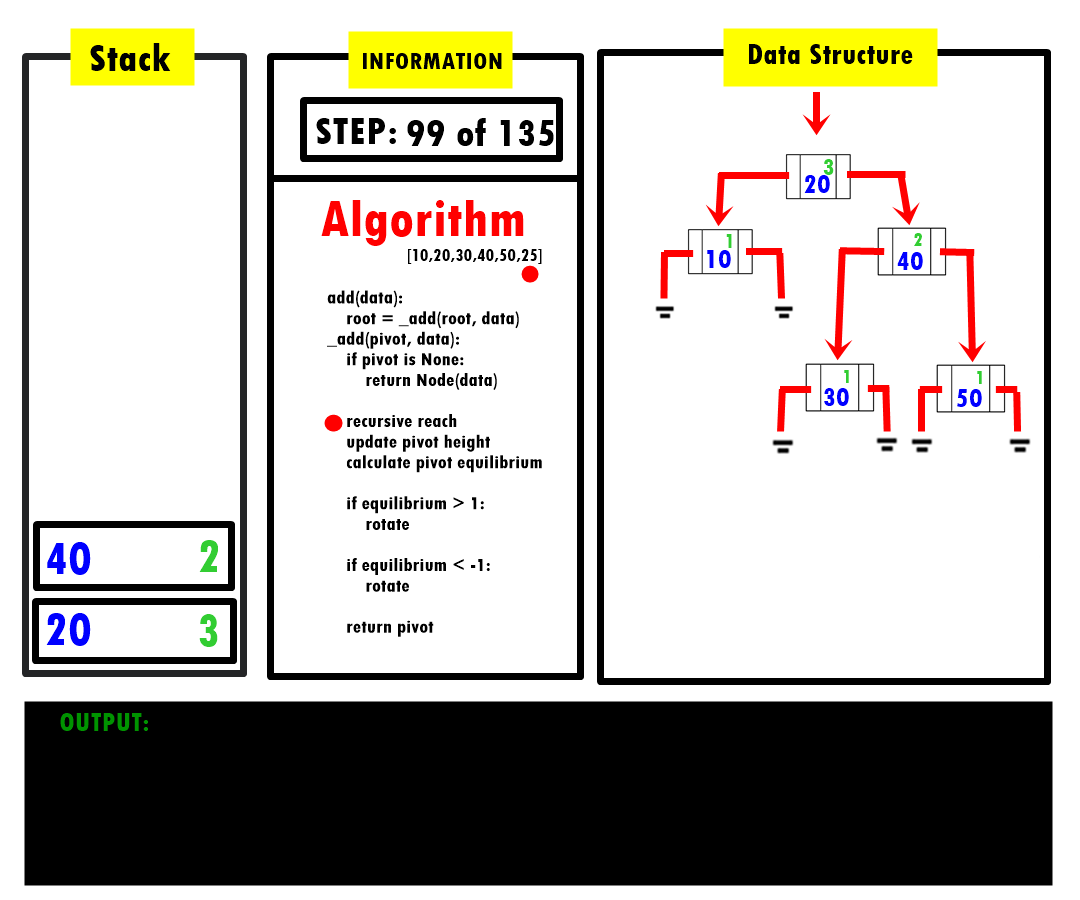 Stack
40 2
20 3
INFORMATION
STEP: 99 of 135
Algorithm
[10,20,30,40,50,25]
add(data):
root = _add(root, data)
_add(pivot, data):
if pivot is None:
return Node(data)
recursive reach
update pivot height
calculate pivot equilibrium
if equilibrium > 1:
rotate
if equilibrium < -1:
rotate
return pivot
Data Structure
3
20
1
10
2
40
1
30
1
50
OUTPUT: